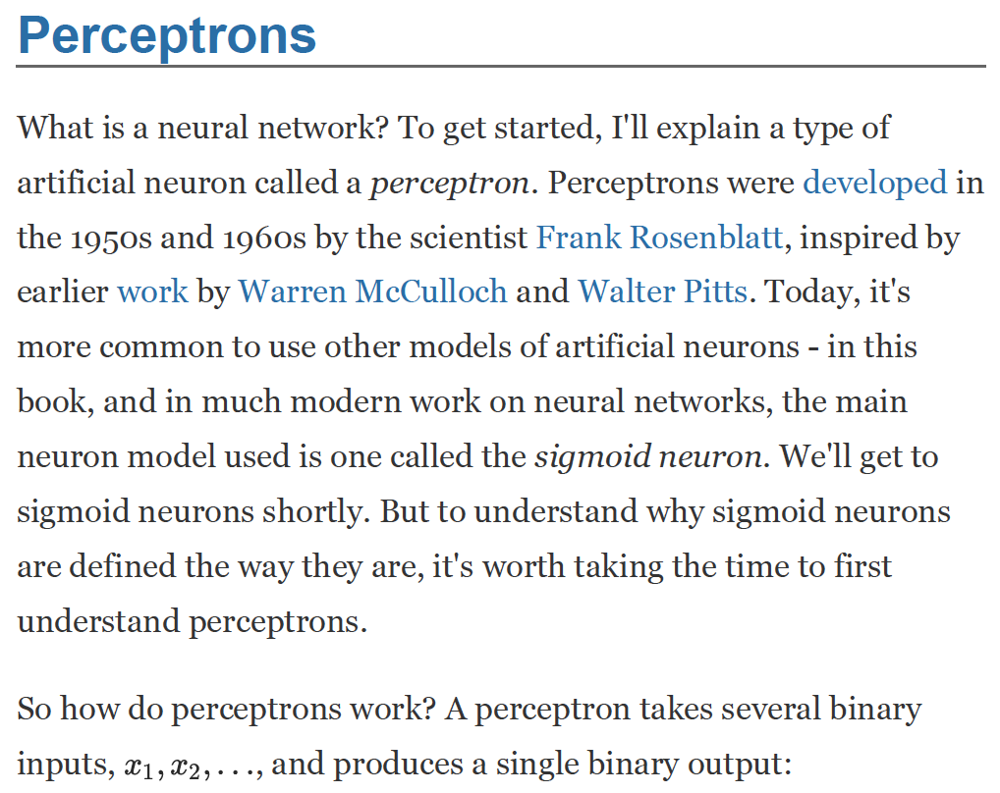 Perceptrons
What is a neural network? To get started, I'll explain a type of
artificial neuron called a perceptron. Perceptrons were developed in
the 1950s and 1960s by the scientist Frank Rosenblatt, inspired by
earlier work by Warren McCulloch and Walter Pitts. Today, it's
more common to use other models of artificial neurons - in this
book, and in much modern work on neural networks, the main
neuron model used is one called the sigmoid neuron. We'll get to
sigmoid neurons shortly. But to understand why sigmoid neurons
are defined the way they are, it's worth taking the time to first
understand perceptrons.
So how do perceptrons work? A perceptron takes several binary
inputs, x₁, x₂, . . ., and produces a single binary output: